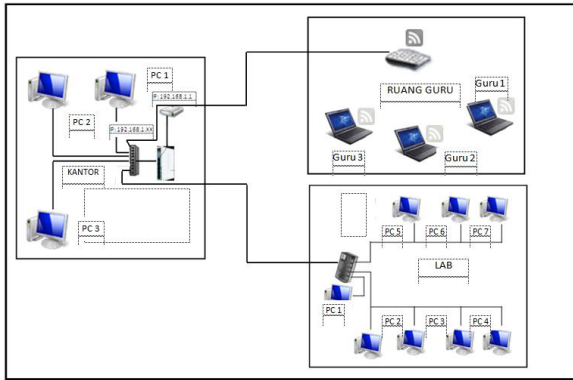 PC 1
IP: 192.168.1.1
PC 2
IP: 192.168.1.XX
KANTOR
PC 3
RUANG GURU
Guru 1
Guru 3
Guru 2
PC 5
PC 6
PC 7
LAB
PC 1
PC 2
PC 3
PC 4